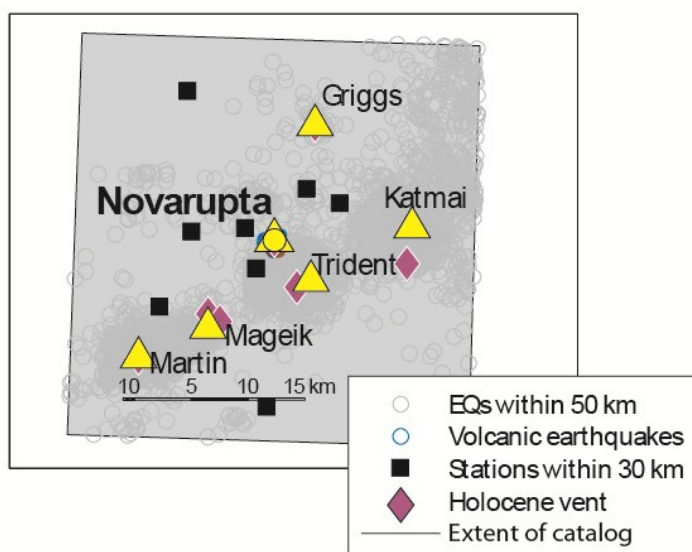 Griggs
Novarupta
Katmai
Trident
Mageik
Martin
10 5 10 15 km
EQs within 50 km
Volcanic earthquakes
Stations within 30 km
Holocene vent
Extent of catalog